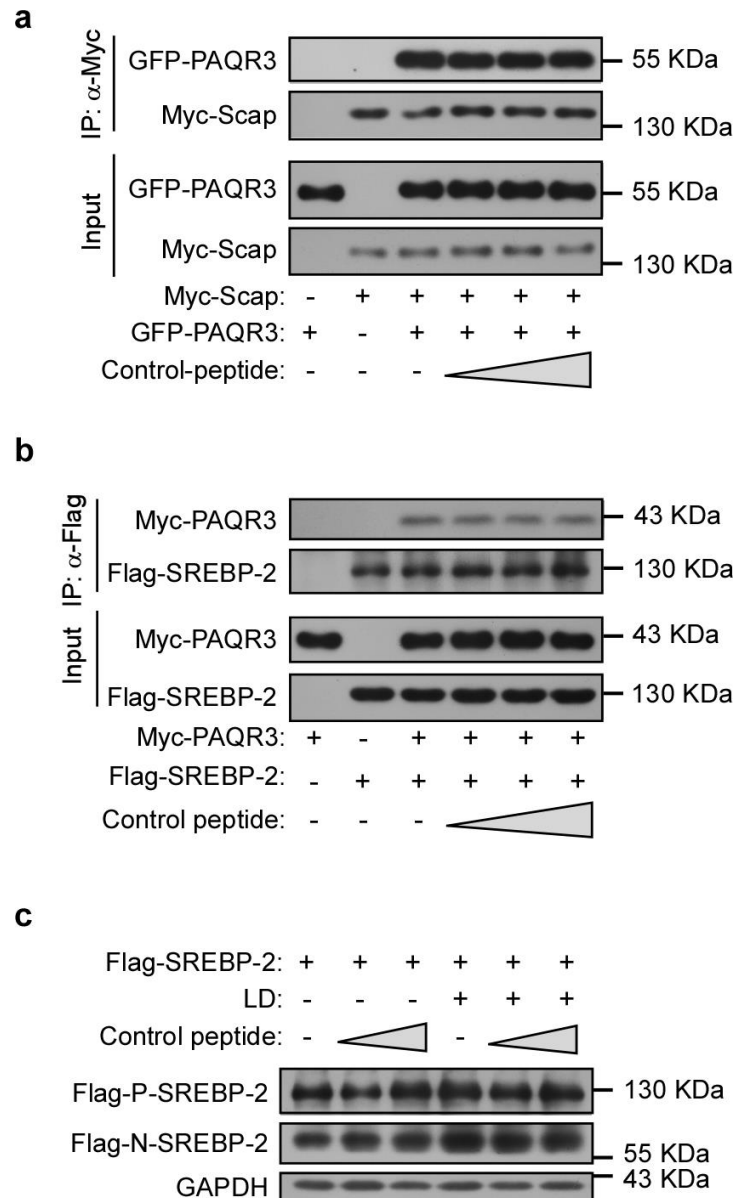 a
IP: α-Myc
GFP-PAQR3 55 KDa
Myc-Scap 130 KDa
Input
GFP-PAQR3 55 KDa
Myc-Scap 130 KDa
Myc-Scap: - + + + + +
GFP-PAQR3: + - + + + +
Control-peptide: - - -
b
IP: α-Flag
Myc-PAQR3 43 KDa
Flag-SREBP-2 130 KDa
Input
Myc-PAQR3 43 KDa
Flag-SREBP-2 130 KDa
Myc-PAQR3: + - + + + +
Flag-SREBP-2: - + + + + +
Control peptide: - - -
c
Flag-SREBP-2: + + + + + +
LD: - - - + + +
Control peptide: - -
Flag-P-SREBP-2 130 KDa
Flag-N-SREBP-2 55 KDa
GAPDH 43 KDa